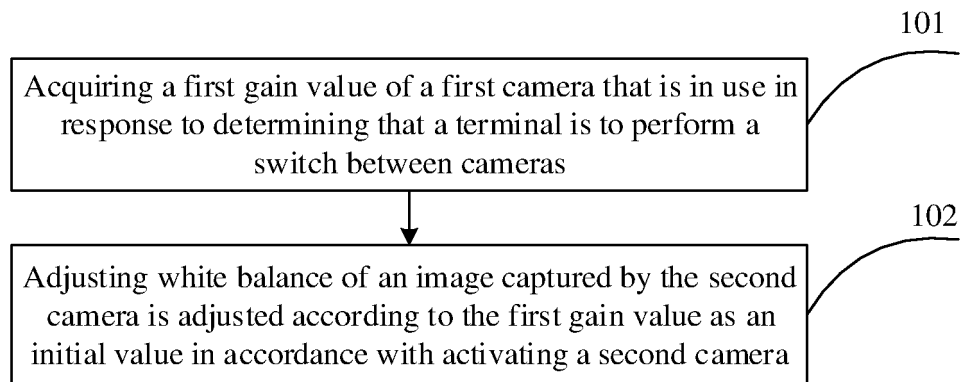 101
Acquiring a first gain value of a first camera that is in use in
response to determining that a terminal is to perform a
switch between cameras
102
Adjusting white balance of an image captured by the second
camera is adjusted according to the first gain value as an
initial value in accordance with activating a second camera